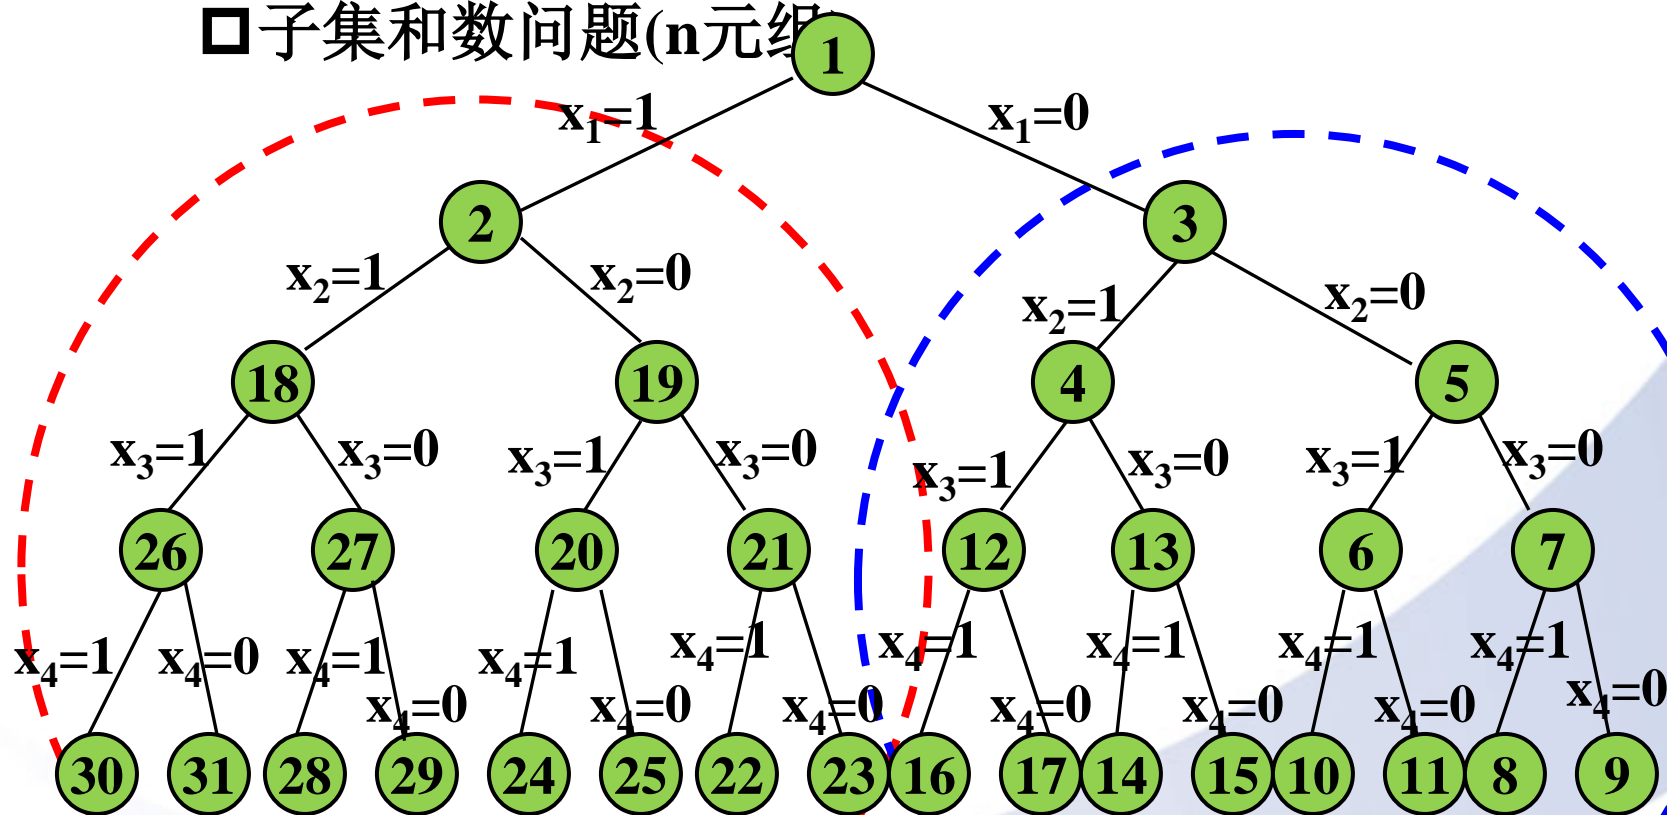 子集和数问题(n元组)
1
x₁=1 x₁=0
2 3
x₂=1 x₂=0 x₂=1 x₂=0
18 19 4 5
x₃=1 x₃=0 x₃=1 x₃=0 x₃=1 x₃=0 x₃=1 x₃=0
26 27 20 21 12 13 6 7
x₄=1 x₄=0 x₄=1 x₄=0 x₄=1 x₄=0 x₄=1 x₄=0 x₄=1 x₄=0 x₄=1 x₄=0 x₄=1 x₄=0 x₄=1 x₄=0
30 31 28 29 24 25 22 23 16 17 14 15 10 11 8 9